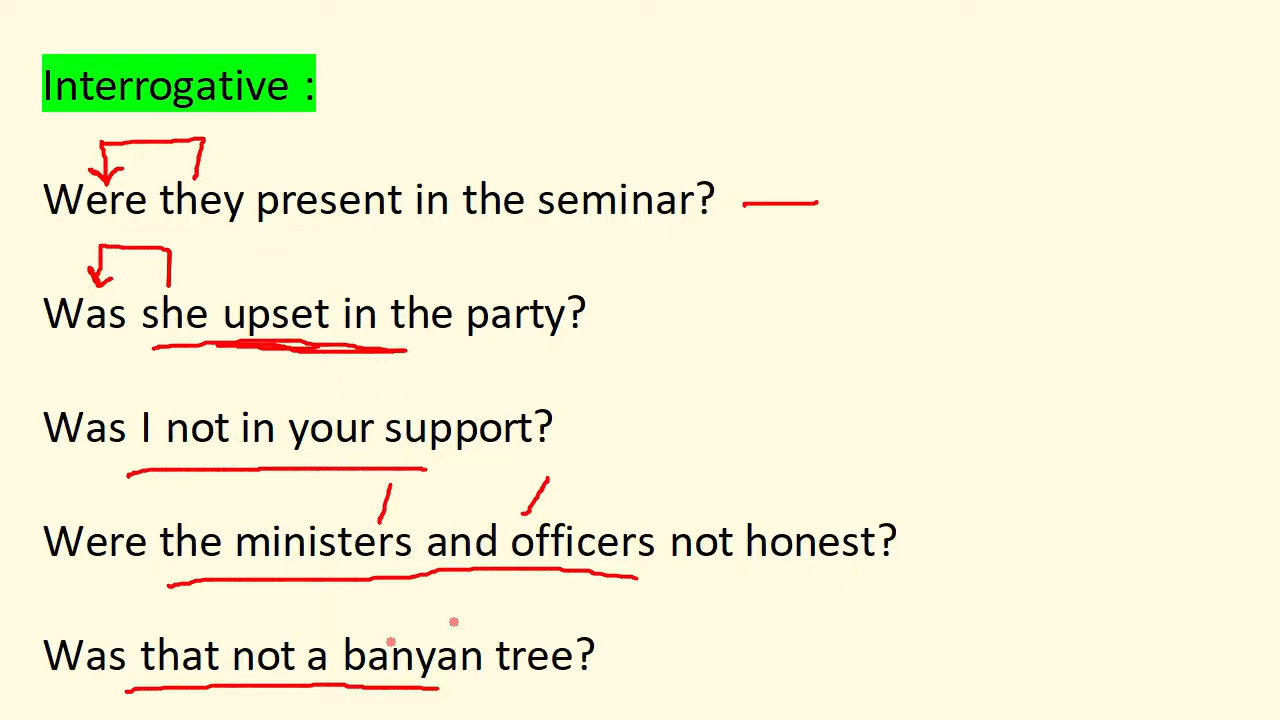 Interrogative :
Were they present in the seminar?
Was she upset in the party?
Was I not in your support?
Were the ministers and officers not honest?
Was that not a banyan tree?